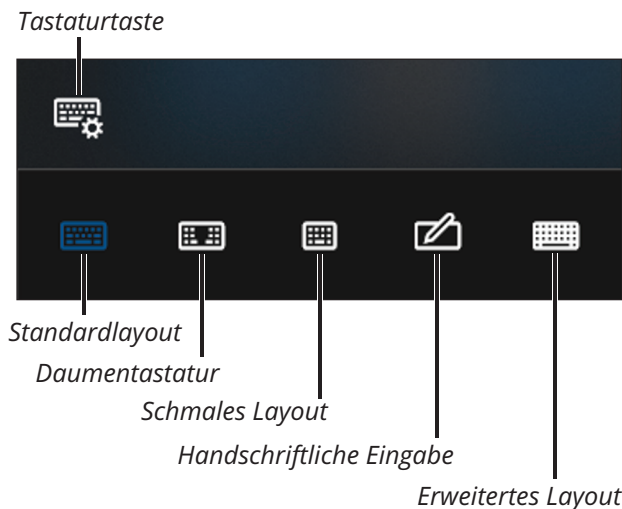 Tastaturtaste
Standardlayout
Daumentastatur
Schmales Layout
Handschriftliche Eingabe
Erweitertes Layout